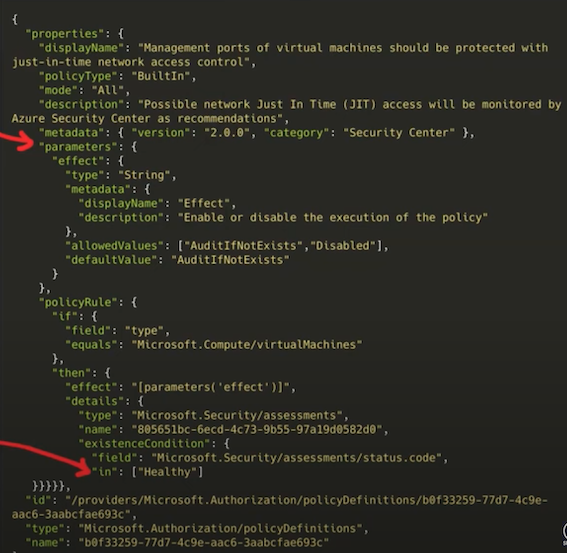 {
"properties": {
"displayName": "Management ports of virtual machines should be protected with
just-in-time network access control",
"policyType": "BuiltIn",
"mode": "All",
"description": "Possible network Just In Time (JIT) access will be monitored by
Azure Security Center as recommendations",
"metadata": { "version": "2.0.0", "category": "Security Center" },
"parameters": {
"effect": {
"type": "String",
"metadata": {
"displayName": "Effect",
"description": "Enable or disable the execution of the policy"
},
"allowedValues": ["AuditIfNotExists","Disabled"],
"defaultValue": "AuditIfNotExists"
}
},
"policyRule": {
"if": {
"field": "type",
"equals": "Microsoft.Compute/virtualMachines"
},
"then": {
"effect": "[parameters('effect')]",
"details": {
"type": "Microsoft.Security/assessments",
"name": "805651bc-6ecd-4c73-9b55-97a19d0582d0",
"existenceCondition": {
"field": "Microsoft.Security/assessments/status.code",
"in": ["Healthy"]
}}}}},
"id": "/providers/Microsoft.Authorization/policyDefinitions/b0f33259-77d7-4c9e-
aac6-3aabcfae693c",
"type": "Microsoft.Authorization/policyDefinitions",
"name": "b0f33259-77d7-4c9e-aac6-3aabcfae693c"